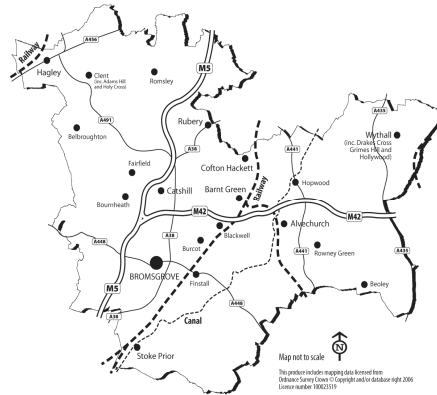 A456
Railway
Hagley
Clent
(inc. Adams Hill
and Holy Cross)
Romsley
M5
A435
A491
Rubery
Belbroughton
A38
Cofton Hackett
A441
Wythall
(inc. Drakes Cross
Grimes Hill and
Hollywood)
Fairfield
Catshill
Barnt Green
Railway
Hopwood
Bournheath
M42
Alvechurch
M42
A448
A38
Burcot
Blackwell
Rowney Green
A441
A435
BROMSGROVE
Finstall
M5
A448
Beoley
A38
Canal
Stoke Prior
Map not to scale
N
This produce includes mapping data licensed from
Ordnance Survey Crown © Copyright and/or database right 2006
Licence number 100023519